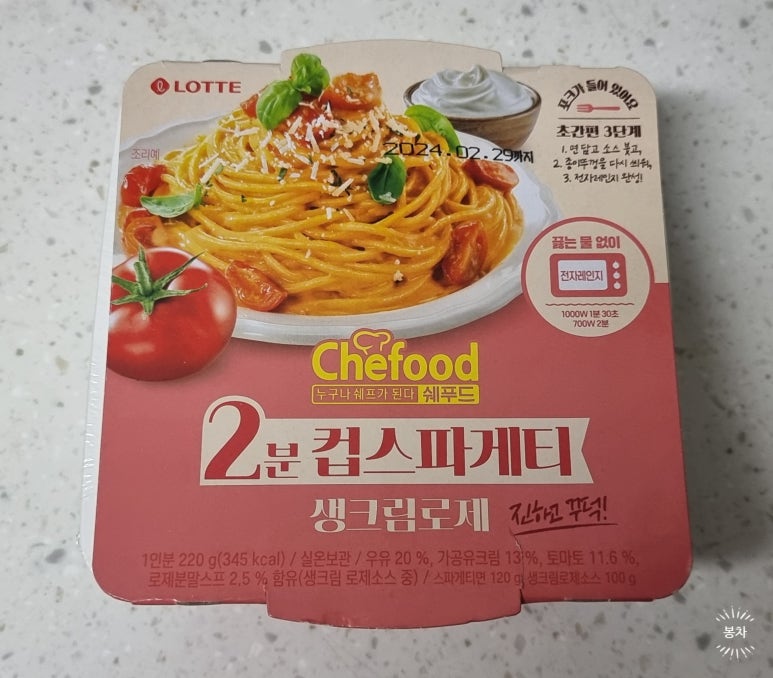 LOTTE
포크가 들어 있어요
초간편 3단계
1. 면 담고 소스 붓고,
2. 종이뚜껑을 다시 씌워,
3. 전자레인지 완성!
조리예
2024.02.29까지
끓는 물 없이
전자레인지
1000W 1분 30초
700W 2분
Chefood
누구나 쉐프가 된다 쉐푸드
2분 컵스파게티
생크림로제 진하고 꾸덕!
1인분 220 g(345 kcal) / 실온보관 / 우유 20 %, 가공유크림 13 %, 토마토 11.6 %,
로제분말스프 2.5 % 함유(생크림 로제소스 중) / 스파게티면 120 g, 생크림로제소스 100 g
봉차